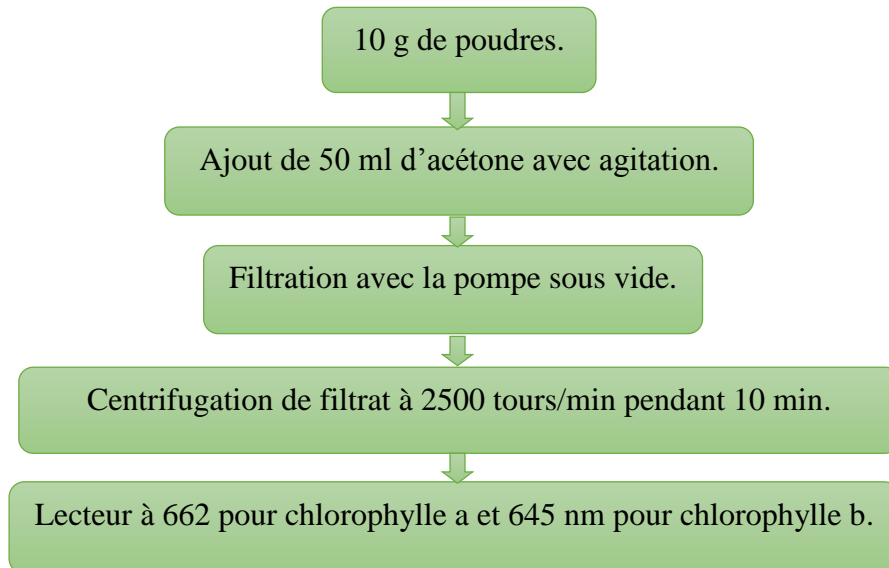 10 g de poudres.
Ajout de 50 ml d’acétone avec agitation.
Filtration avec la pompe sous vide.
Centrifugation de filtrat à 2500 tours/min pendant 10 min.
Lecteur à 662 pour chlorophylle a et 645 nm pour chlorophylle b.